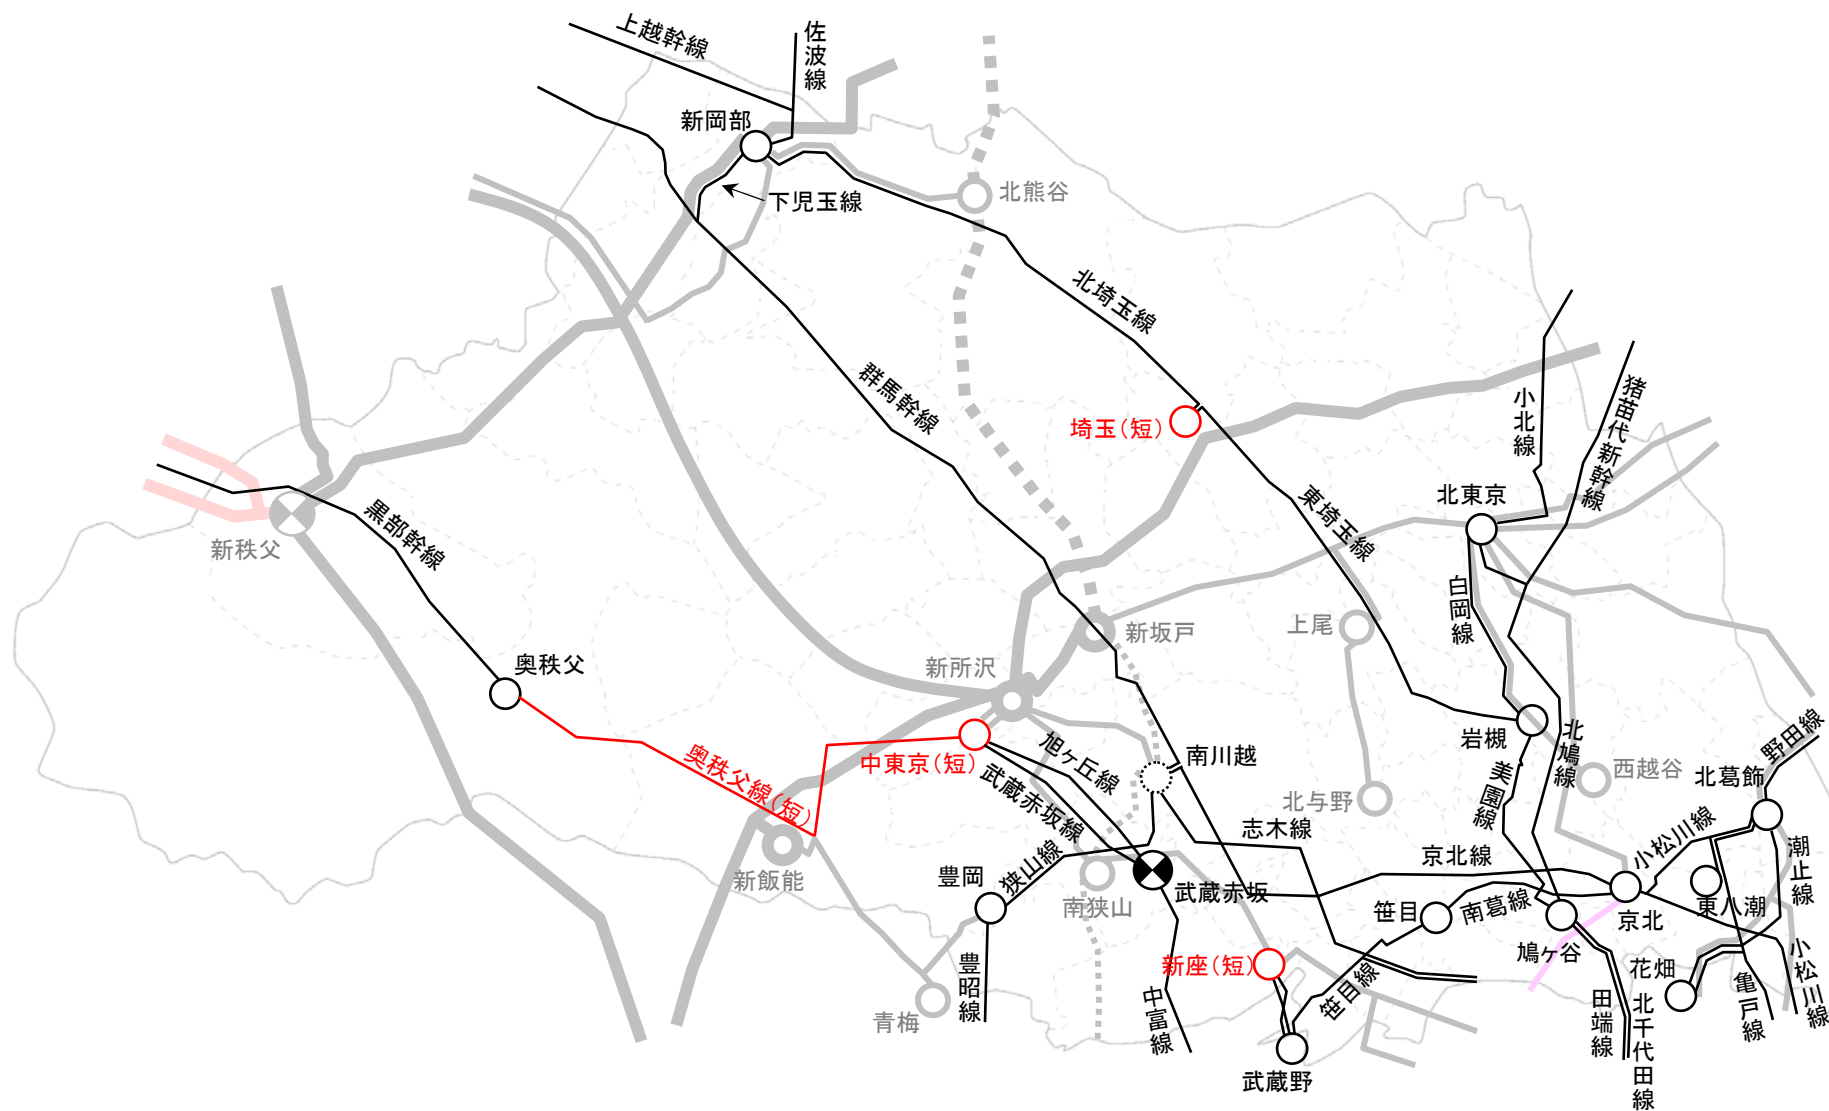 上越幹線
佐波線
新岡部
下児玉線
北熊谷
北埼玉線
群馬幹線
埼玉(短)
小北線
猪苗代新幹線
北東京
黒部幹線
新秩父
東埼玉線
白岡線
上尾
新坂戸
新所沢
奥秩父
奥秩父線(短)
中東京(短)
旭ヶ丘線
武蔵赤坂線
南川越
岩槻
北鳩線
美園線
西越谷
野田線
北葛飾
北与野
志木線
京北線
小松川線
潮止線
新飯能
豊岡
狭山線
南狭山
武蔵赤坂
笹目
南葛線
京北
東八潮
鳩ヶ谷
花畑
新座(短)
笹目線
豊昭線
青梅
中富線
武蔵野
田端線
北千代田線
亀戸線
小松川線